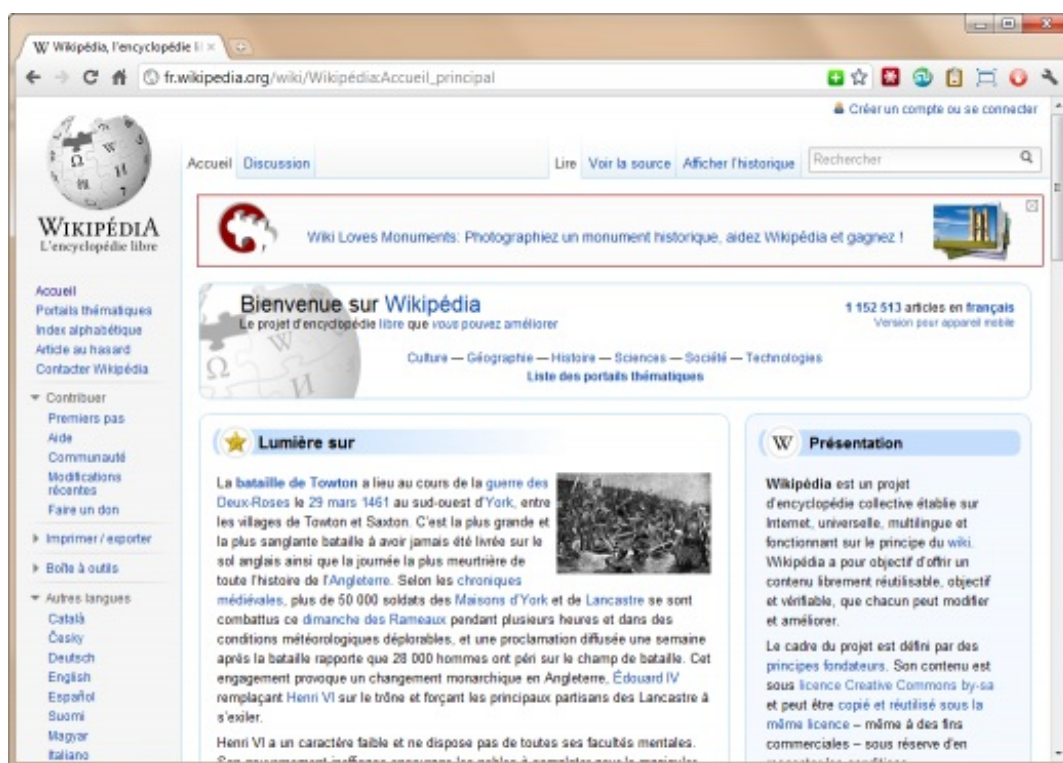 Wikipédia, l'encyclopédie li
fr.wikipedia.org/wiki/Wikipédia:Accueil_principal
Créer un compte ou se connecter
Accueil Discussion
Lire Voir la source Afficher l'historique
Rechercher
WIKIPÉDIA
L'encyclopédie libre
Accueil
Portails thématiques
Index alphabétique
Article au hasard
Contacter Wikipédia
Contribuer
Premiers pas
Aide
Communauté
Modifications
récentes
Faire un don
Imprimer / exporter
Boîte à outils
Autres langues
Català
Česky
Deutsch
English
Español
Suomi
Magyar
Italiano
Wiki Loves Monuments: Photographiez un monument historique, aidez Wikipédia et gagnez !
Bienvenue sur Wikipédia
Le projet d'encyclopédie libre que vous pouvez améliorer
1 152 513 articles en français
Version pour appareil mobile
Culture — Géographie — Histoire — Sciences — Société — Technologies
Liste des portails thématiques
Lumière sur
La bataille de Towton a lieu au cours de la guerre des
Deux-Roses le 29 mars 1461 au sud-ouest d'York, entre
les villages de Towton et Saxton. C'est la plus grande et
la plus sanglante bataille à avoir jamais été livrée sur le
sol anglais ainsi que la journée la plus meurtrière de
toute l'histoire de l'Angleterre. Selon les chroniques
médiévales, plus de 50 000 soldats des Maisons d'York et de Lancastre se sont
combattus ce dimanche des Rameaux pendant plusieurs heures et dans des
conditions météorologiques déplorables, et une proclamation diffusée une semaine
après la bataille rapporte que 28 000 hommes ont péri sur le champ de bataille. Cet
engagement provoque un changement monarchique en Angleterre, Édouard IV
remplaçant Henri VI sur le trône et forçant les principaux partisans des Lancastre à
s'exiler.
Henri VI a un caractère faible et ne dispose pas de toutes ses facultés mentales.
W Présentation
Wikipédia est un projet
d'encyclopédie collective établie sur
Internet, universelle, multilingue et
fonctionnant sur le principe du wiki.
Wikipédia a pour objectif d'offrir un
contenu librement réutilisable, objectif
et vérifiable, que chacun peut modifier
et améliorer.
Le cadre du projet est défini par des
principes fondateurs. Son contenu est
sous licence Creative Commons by-sa
et peut être copié et réutilisé sous la
même licence – même à des fins
commerciales – sous réserve d'en